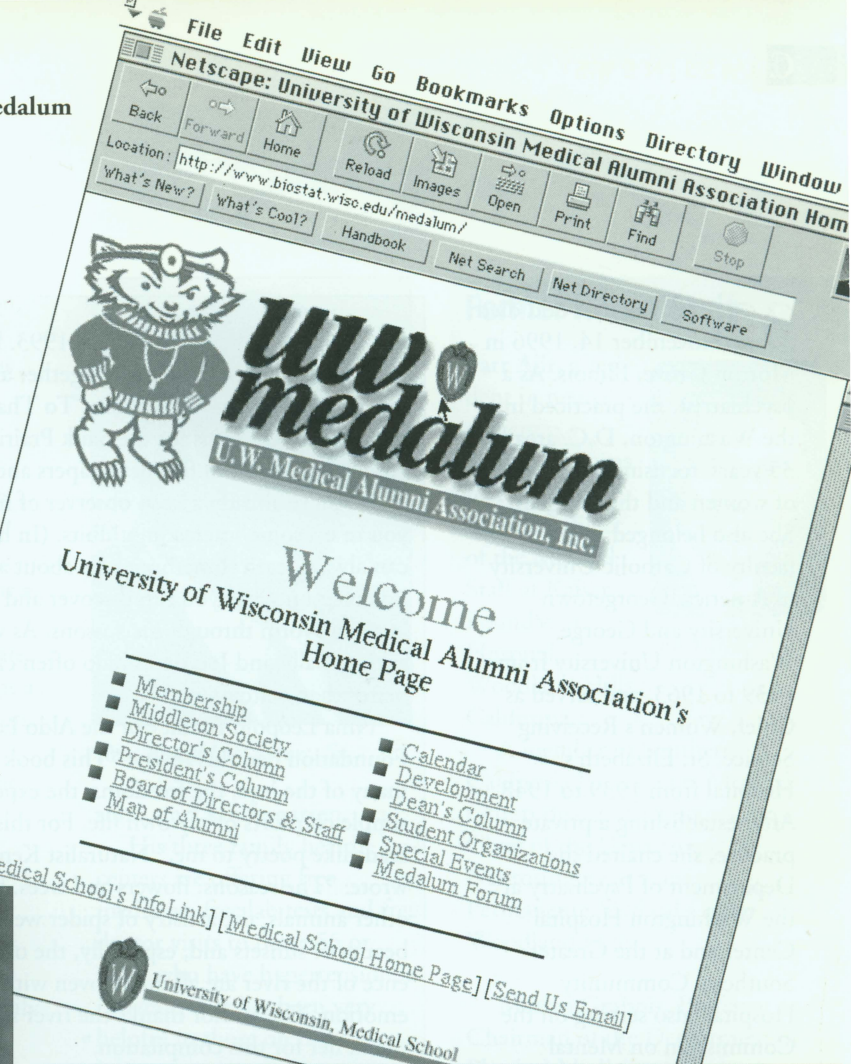 edalum
File Edit View Go Bookmarks Options Directory Window
Netscape: University of Wisconsin Medical Alumni Association Hom
Back Forward Home Reload Images Open Print Find Stop
Location: http://www.biostat.wisc.edu/medalum/
What's New? What's Cool? Handbook Net Search Net Directory Software
uw
medalum
W
U.W. Medical Alumni Association, Inc.
Welcome
University of Wisconsin Medical Alumni Association's
Home Page
Membership
Middleton Society
Director's Column
President's Column
Board of Directors & Staff
Map of Alumni
Calendar
Development
Dean's Column
Student Organizations
Special Events
Medalum Forum
edical School's InfoLink] [Medical School Home Page] [Send Us Email]
W
University of Wisconsin, Medical School